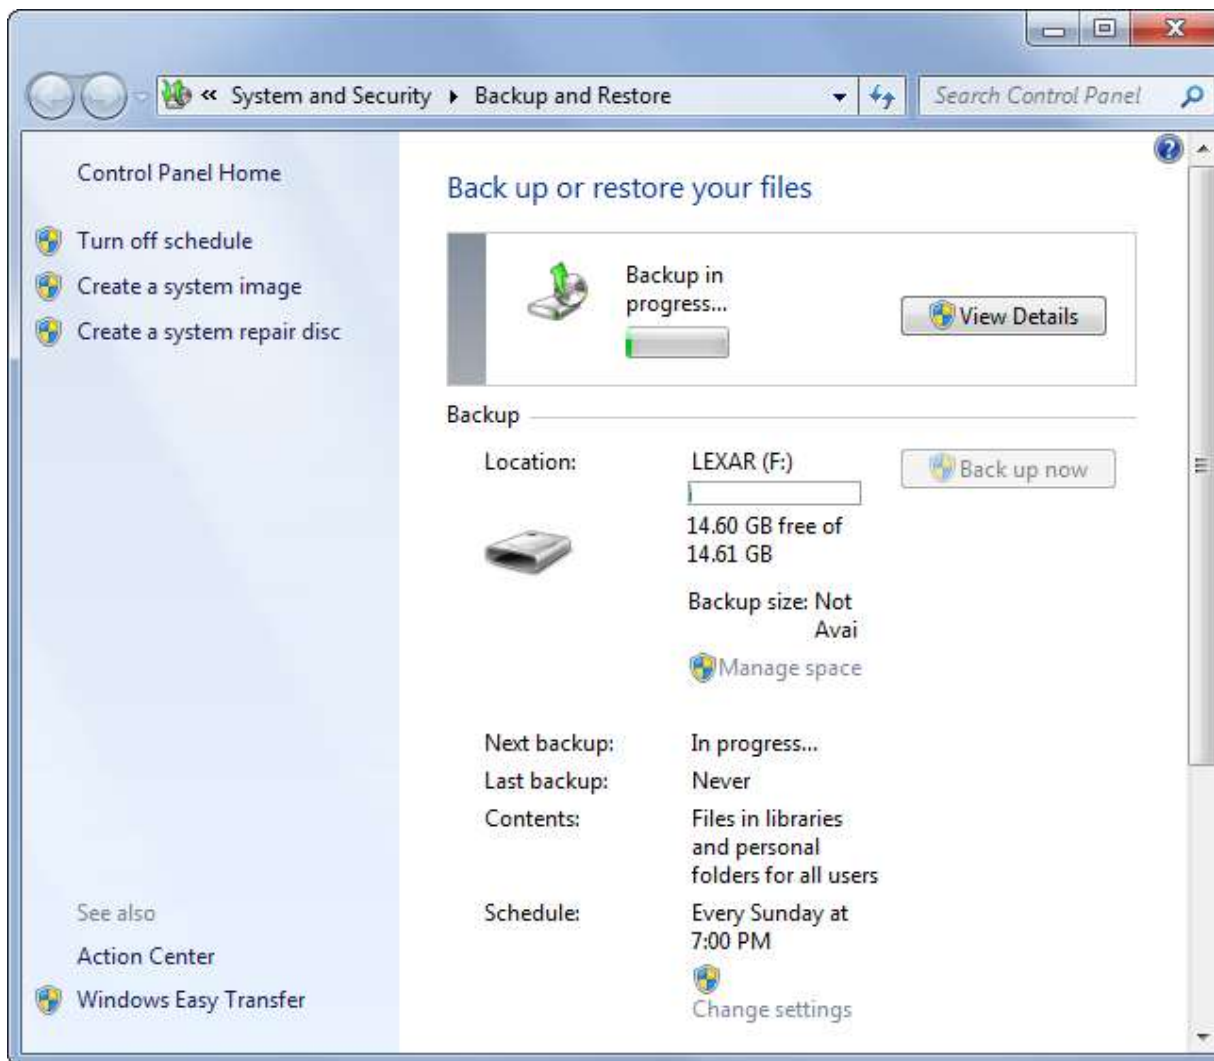 « System and Security ▸ Backup and Restore
Search Control Panel
Control Panel Home
Turn off schedule
Create a system image
Create a system repair disc
See also
Action Center
Windows Easy Transfer
Back up or restore your files
Backup in
progress...
View Details
Backup
Location:
LEXAR (F:)
Back up now
14.60 GB free of
14.61 GB
Backup size: Not
Avai
Manage space
Next backup:
In progress...
Last backup:
Never
Contents:
Files in libraries
and personal
folders for all users
Schedule:
Every Sunday at
7:00 PM
Change settings